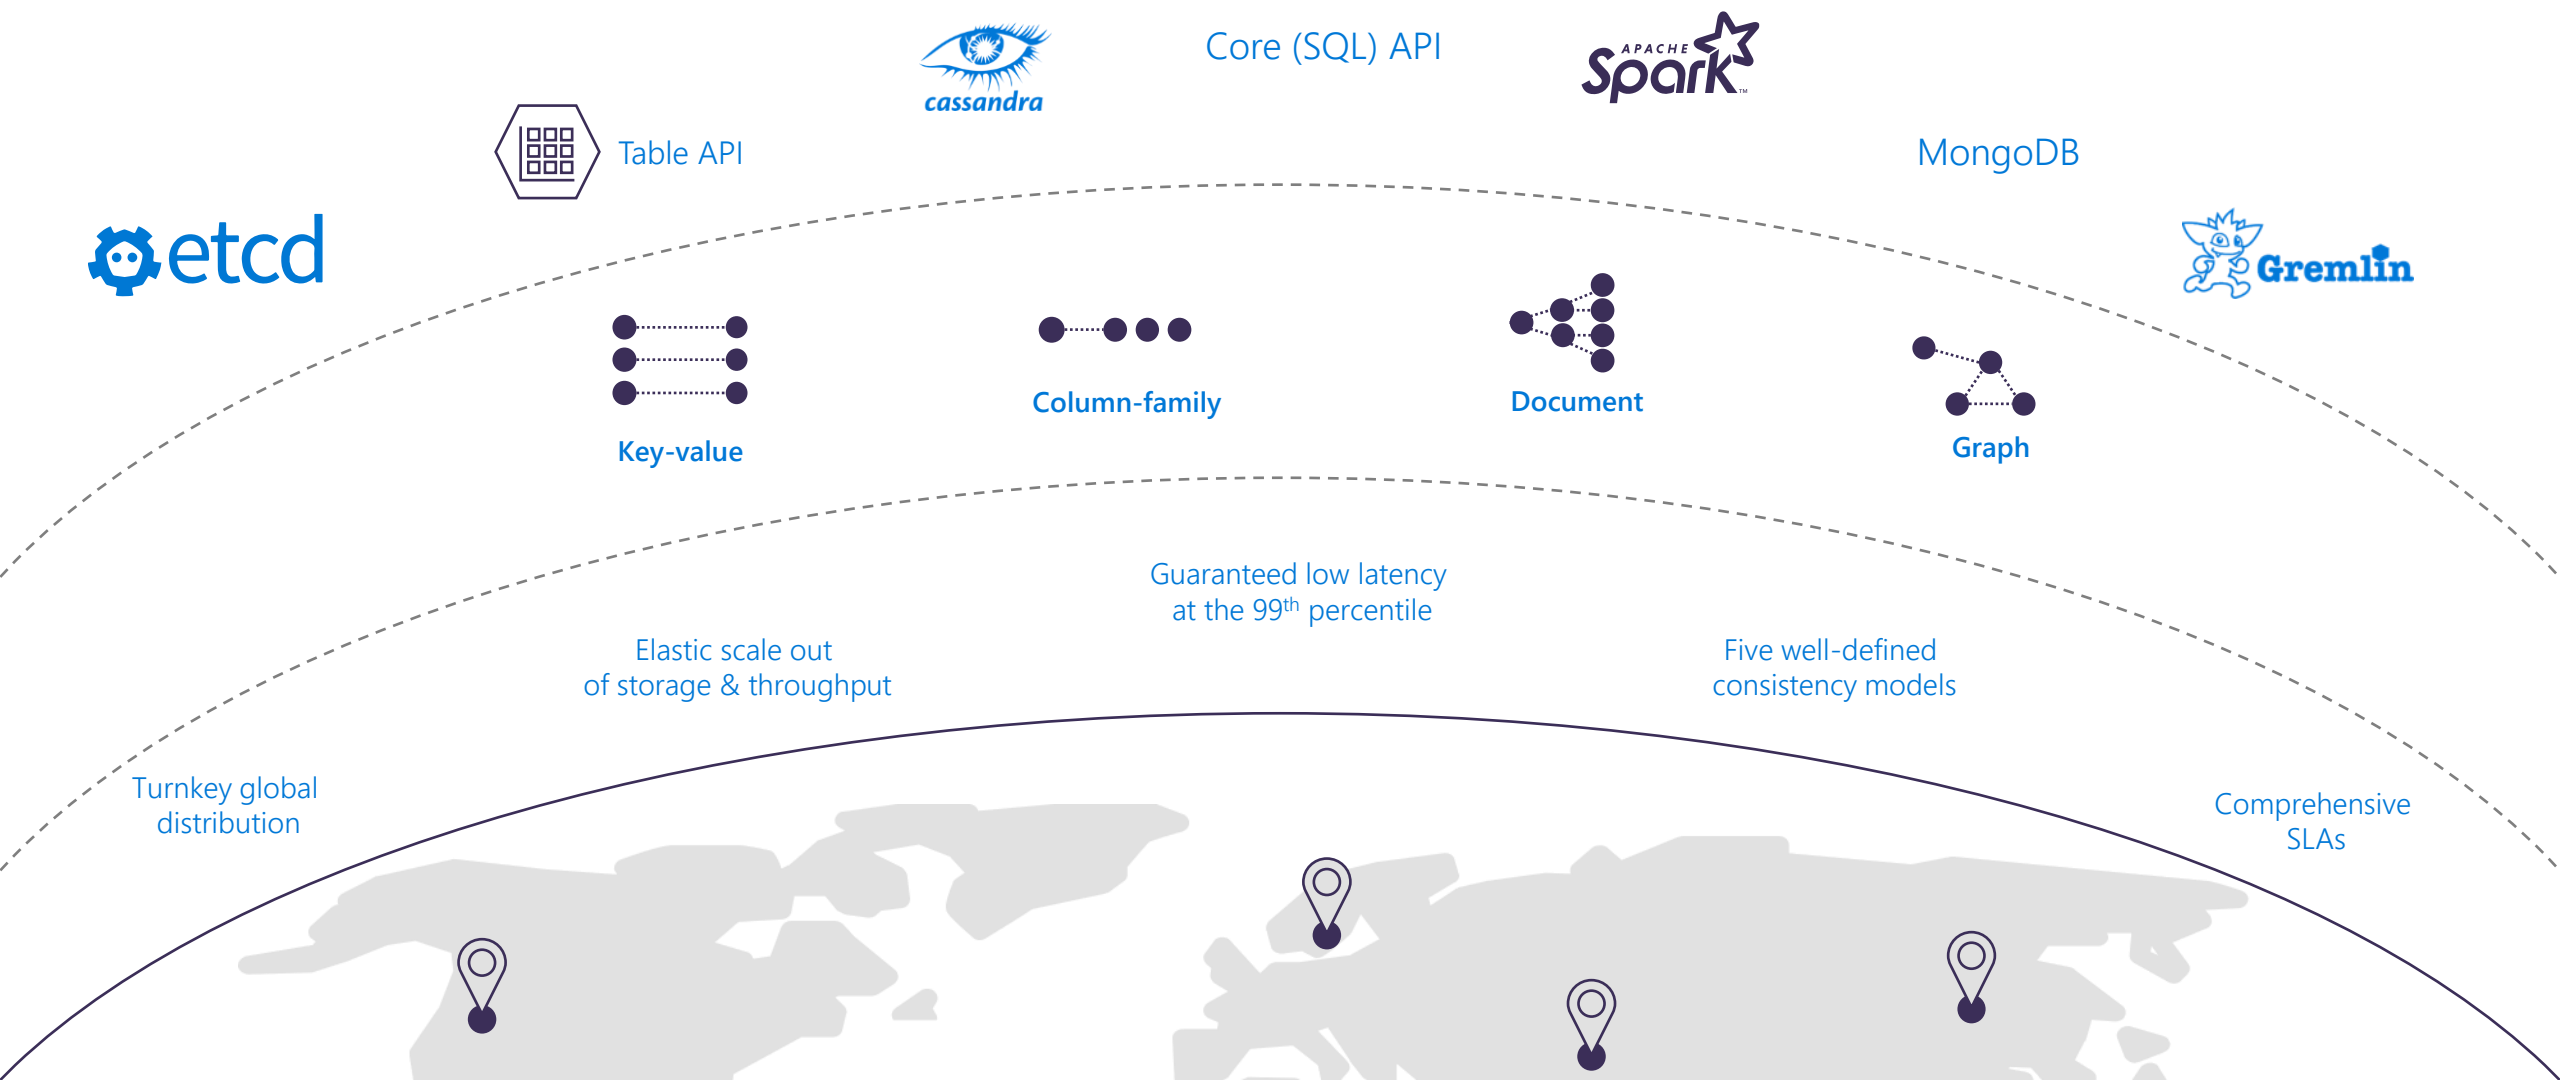 cassandra
Core (SQL) API
APACHE
Spark™
Table API
MongoDB
etcd
Gremlin
Key-value
Column-family
Document
Graph
Guaranteed low latency
at the 99th percentile
Elastic scale out
of storage & throughput
Five well-defined
consistency models
Turnkey global
distribution
Comprehensive
SLAs